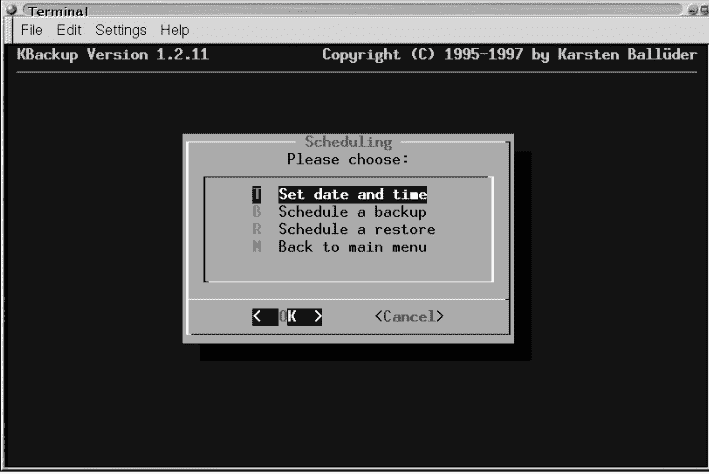 Terminal
File Edit Settings Help
KBackup Version 1.2.11 Copyright (C) 1995-1997 by Karsten Ballüder
Scheduling
Please choose:
T Set date and time
B Schedule a backup
R Schedule a restore
M Back to main menu
< OK > <Cancel>